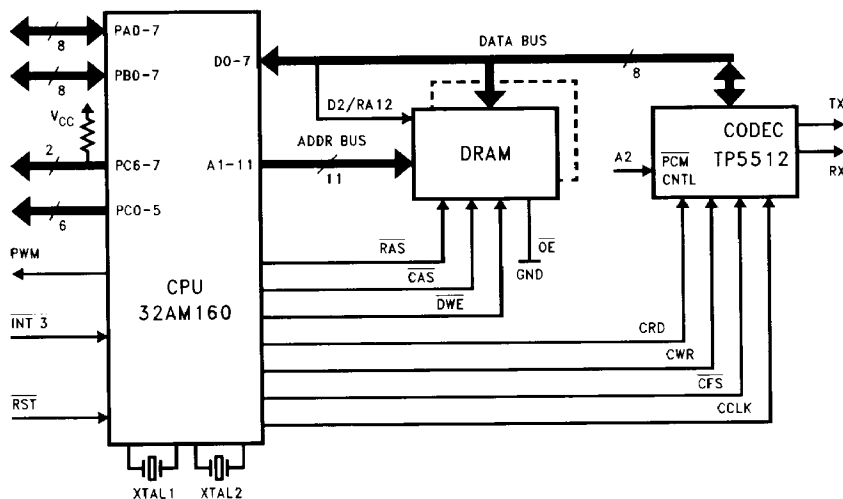 PA0-7
8
PB0-7
8
VCC
2
PC6-7
PC0-5
6
PWM
INT 3
RST
D0-7
A1-11
CPU
32AM160
XTAL1
XTAL2
DATA BUS
8
D2/RA12
ADDR BUS
11
DRAM
RAS
CAS
DWE
OE
GND
A2
PCM
CNTL
CODEC
TP5512
TX
RX
CRD
CWR
CFS
CCLK